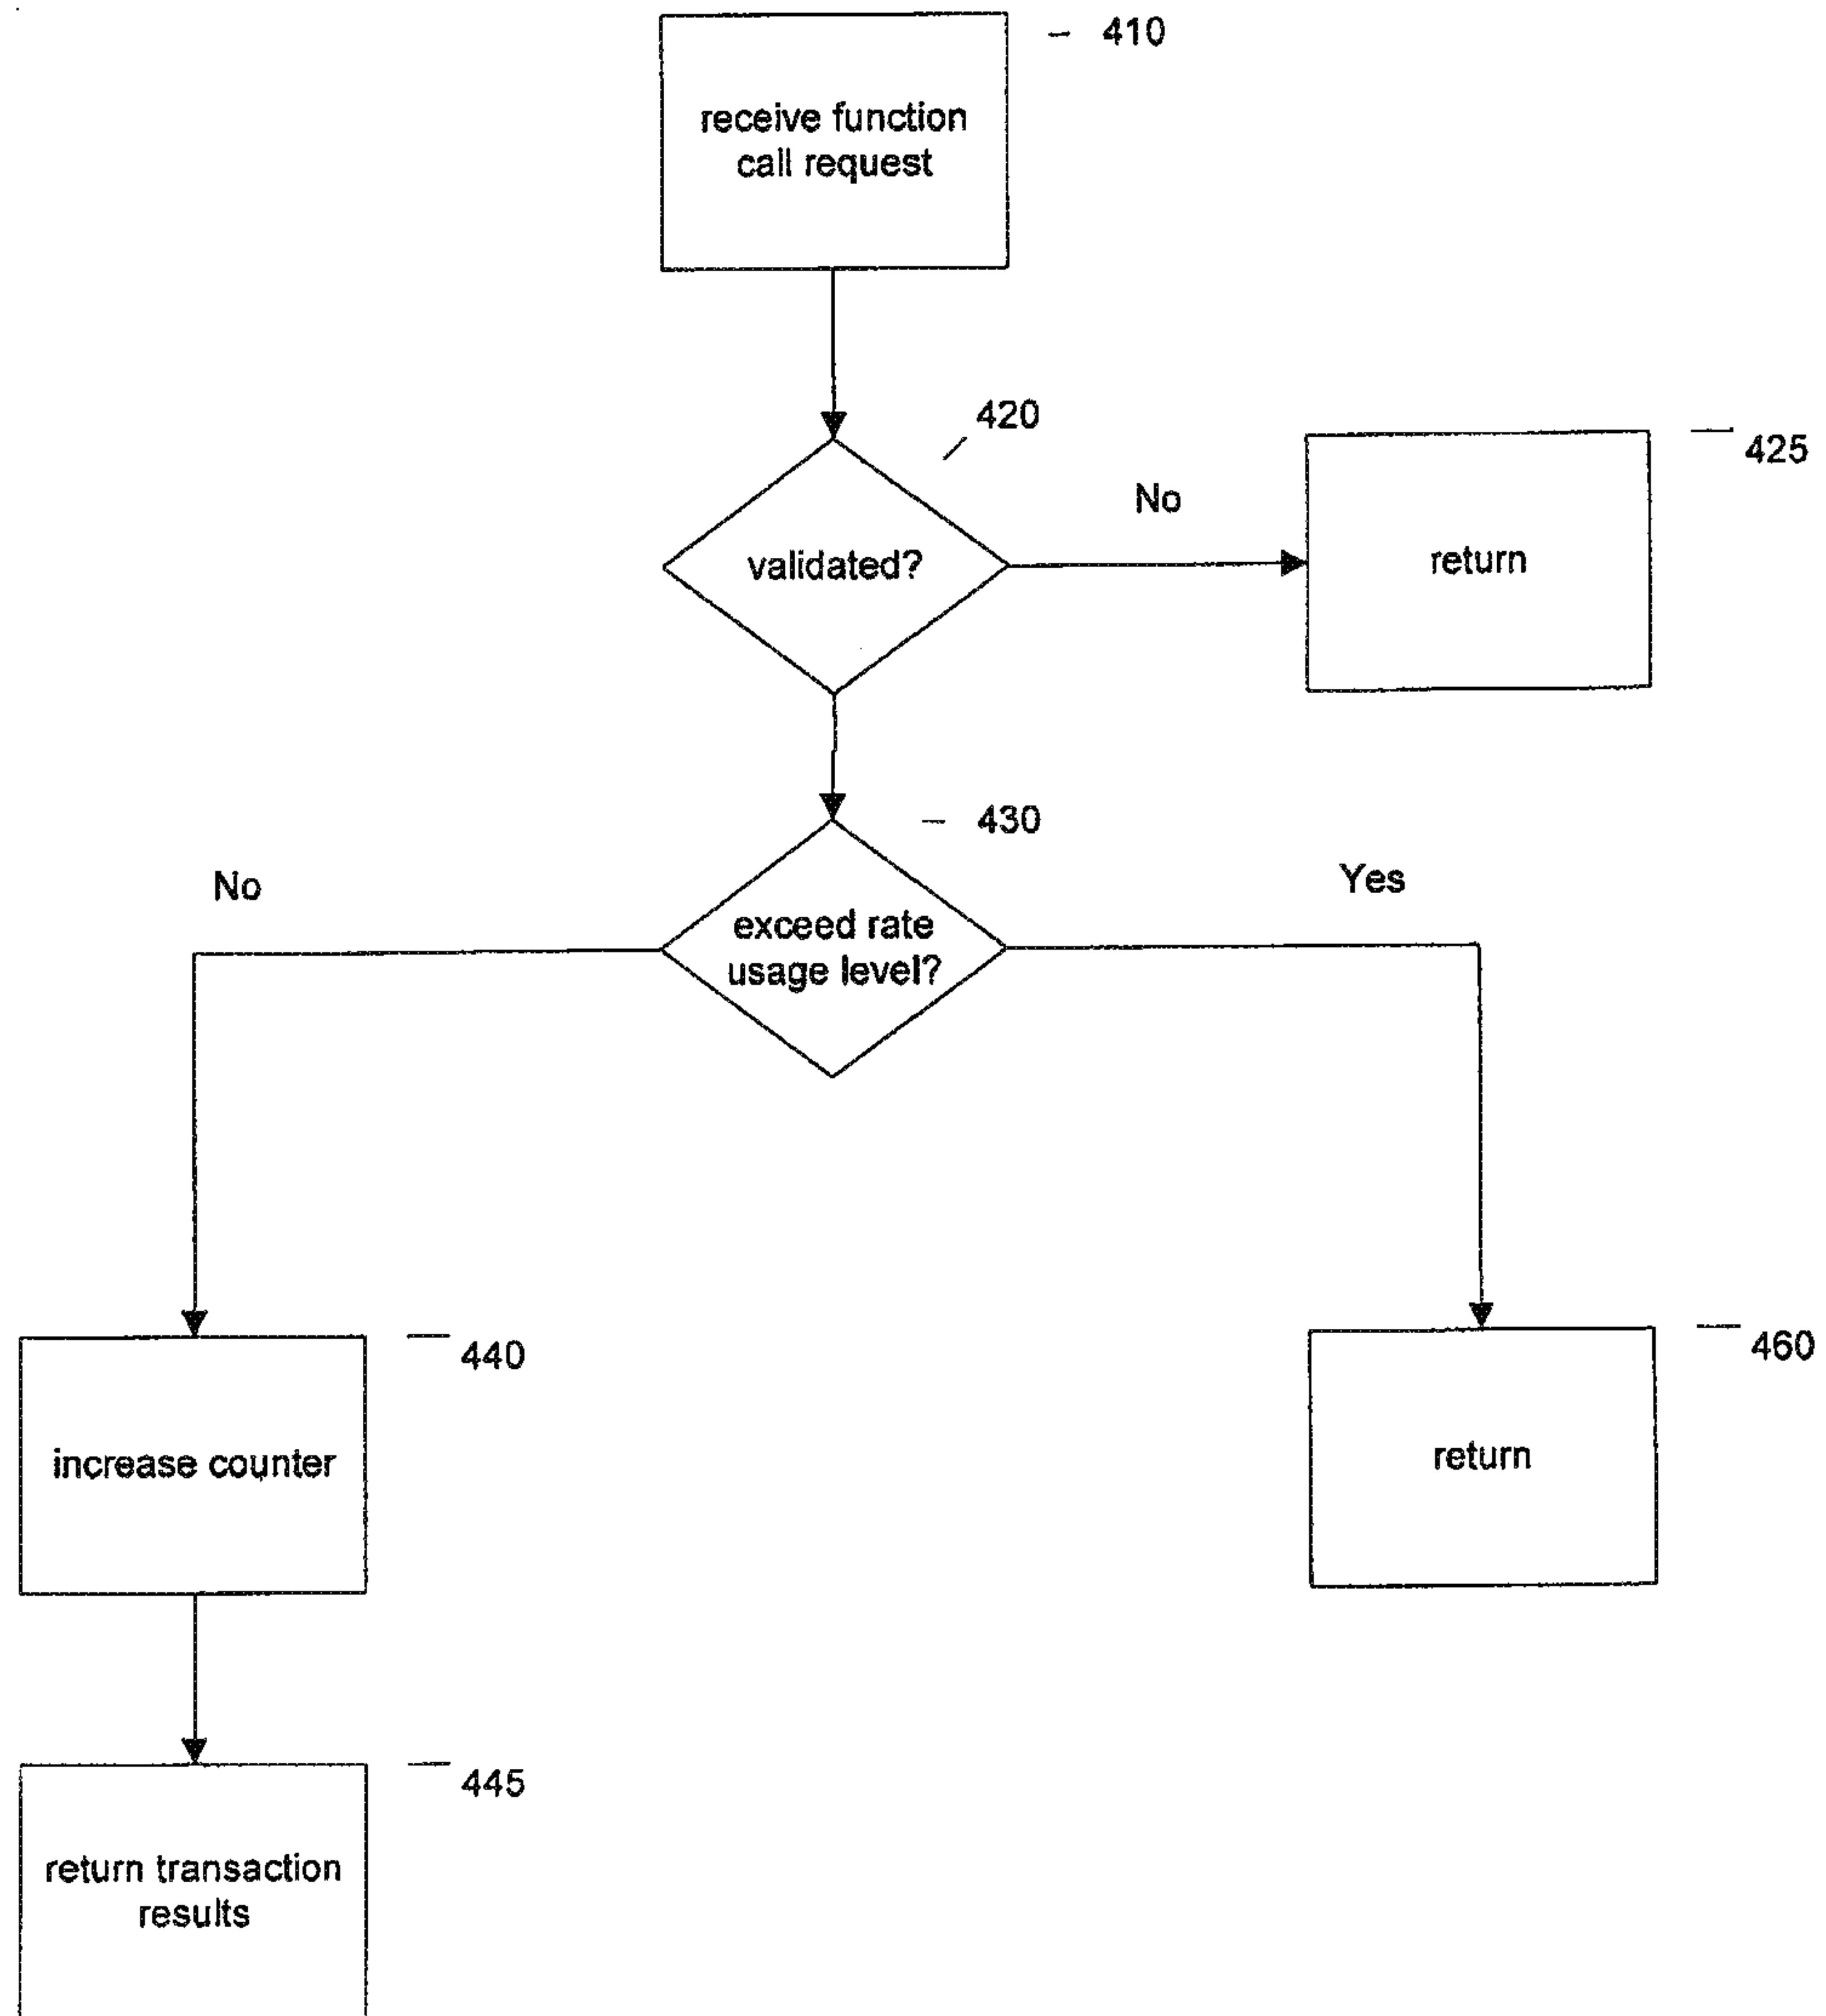 410
receive function
call request
420
No
425
validated?
return
430
No
Yes
exceed rate
usage level?
440
460
increase counter
return
445
return transaction
results